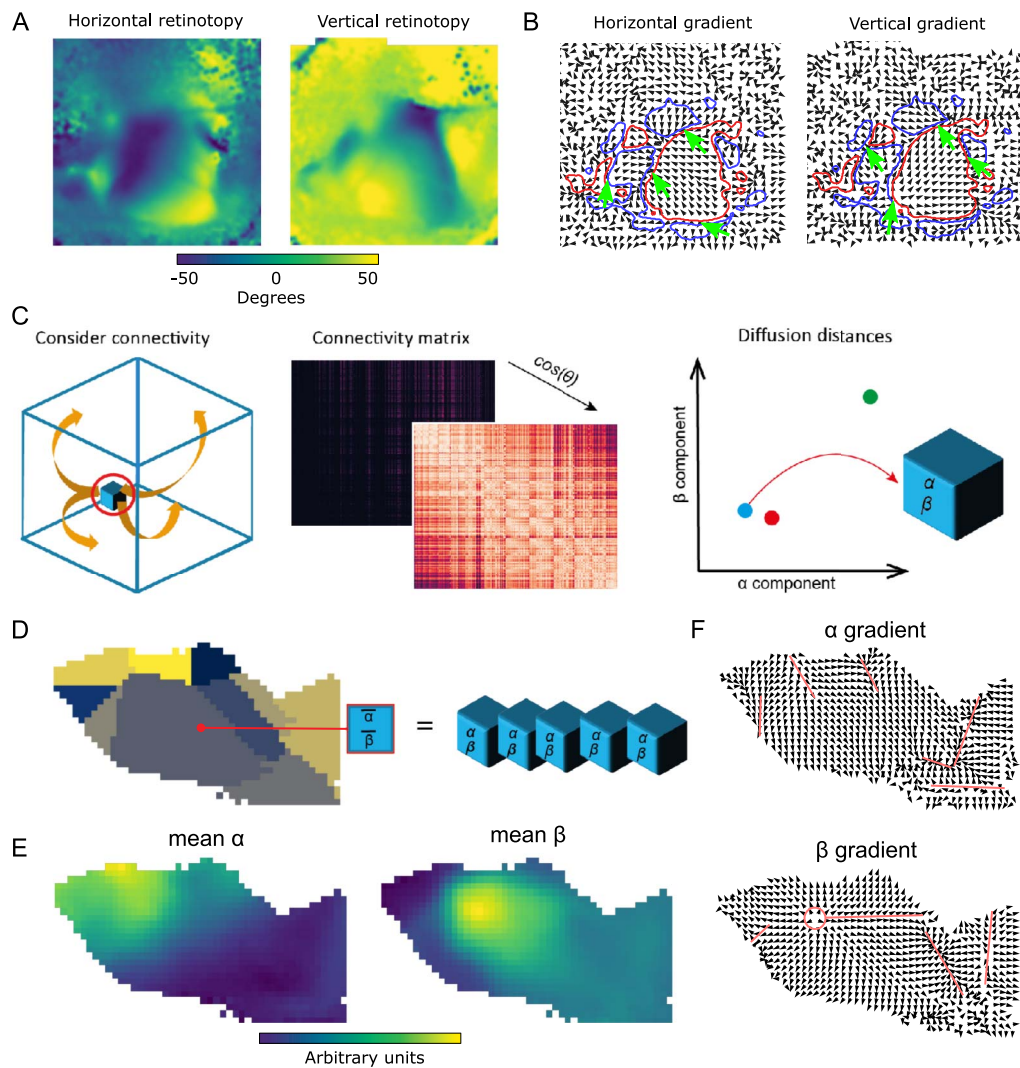 A
Horizontal retinotopy
Vertical retinotopy
-50
0
50
Degrees
B
Horizontal gradient
Vertical gradient
C
Consider connectivity
Connectivity matrix
cos(θ)
Diffusion distances
β component
α component
α
β
D
α
β
=
α
β
α
β
α
β
α
β
α
β
E
mean α
mean β
Arbitrary units
F
α gradient
β gradient